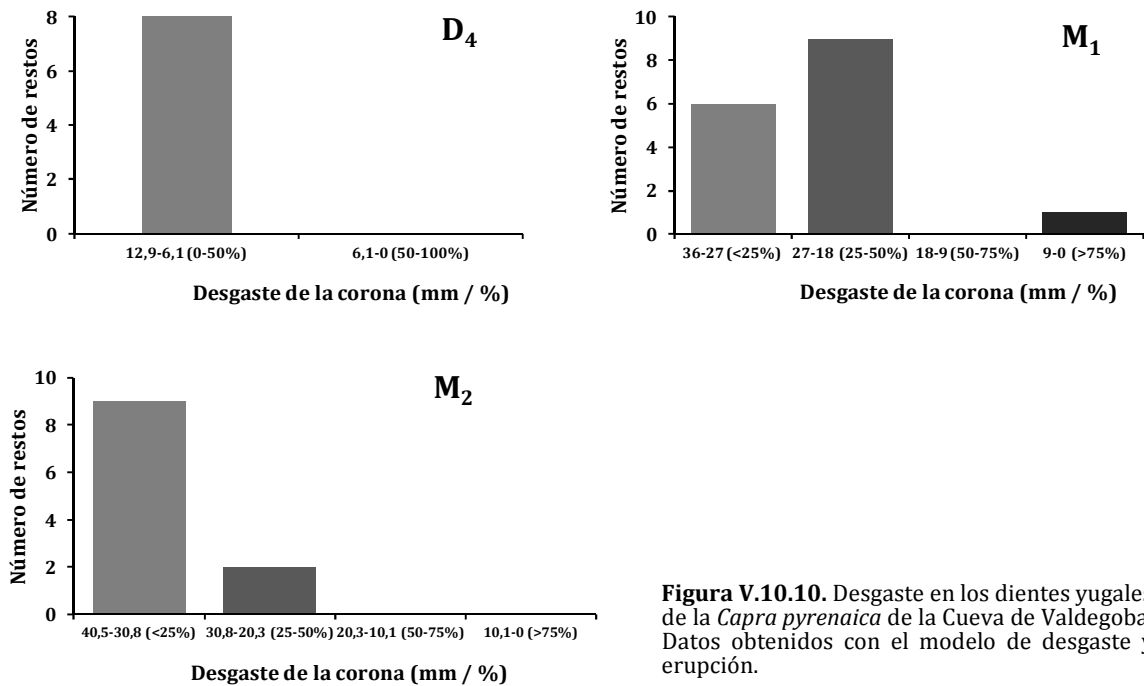 D4
Número de restos
8
6
4
2
0
12,9-6,1 (0-50%) 6,1-0 (50-100%)
Desgaste de la corona (mm / %)
M1
Número de restos
10
8
6
4
2
0
36-27 (<25%) 27-18 (25-50%) 18-9 (50-75%) 9-0 (>75%)
Desgaste de la corona (mm / %)
M2
Número de restos
10
8
6
4
2
0
40,5-30,8 (<25%) 30,8-20,3 (25-50%) 20,3-10,1 (50-75%) 10,1-0 (>75%)
Desgaste de la corona (mm / %)
Figura V.10.10. Desgaste en los dientes yugales
de la Capra pyrenaica de la Cueva de Valdegoba
Datos obtenidos con el modelo de desgaste y
erupción.